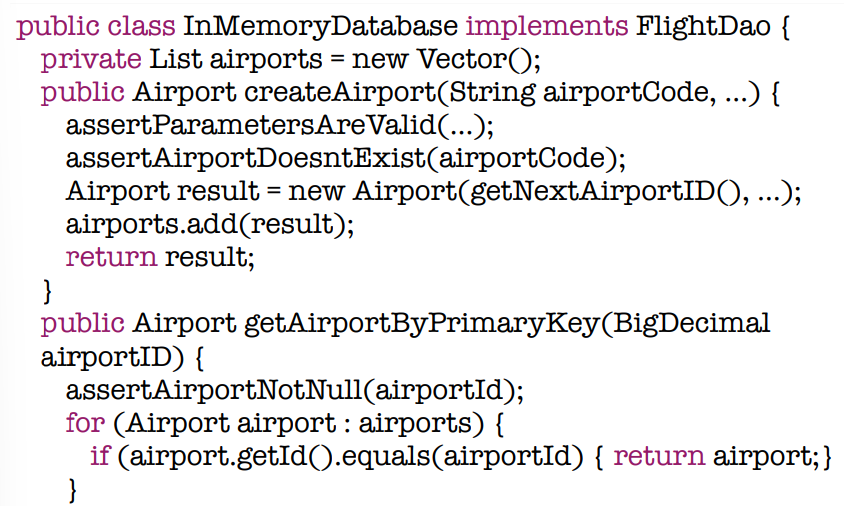 public class InMemoryDatabase implements FlightDao {
private List airports = new Vector();
public Airport createAirport(String airportCode, ...) {
assertParametersAreValid(...);
assertAirportDoesntExist(airportCode);
Airport result = new Airport(getNextAirportID(), ...);
airports.add(result);
return result;
}
public Airport getAirportByPrimaryKey(BigDecimal
airportID) {
assertAirportNotNull(airportId);
for (Airport airport : airports) {
if (airport.getId().equals(airportId) { return airport;}
}